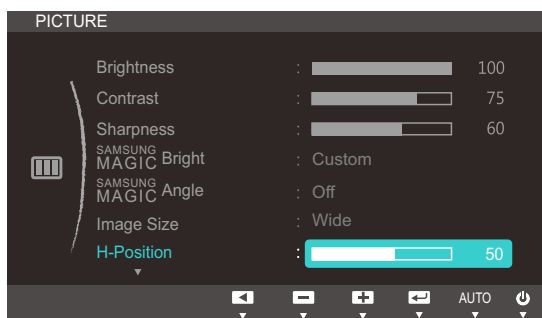 PICTURE
Brightness : 100
Contrast : 75
Sharpness : 60
SAMSUNG MAGIC Bright : Custom
SAMSUNG MAGIC Angle : Off
Image Size : Wide
H-Position : 50
AUTO